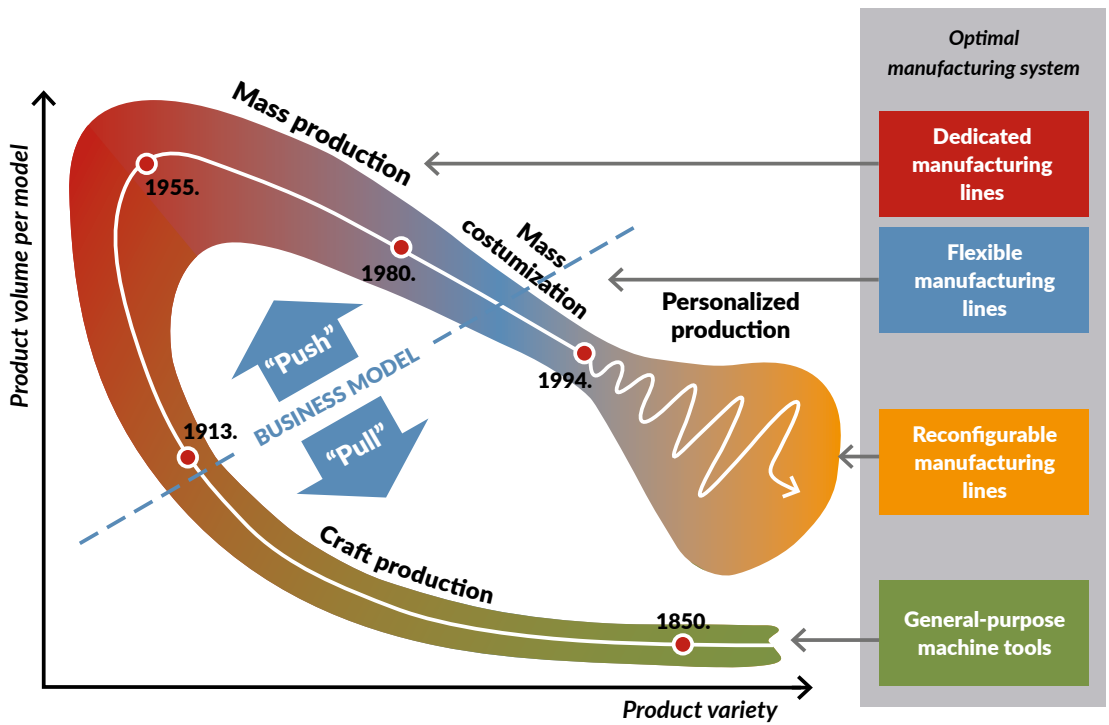 Optimal
manufacturing system
Product volume per model
Mass production
Dedicated
manufacturing
lines
1955.
Mass
costumization
1980.
Flexible
manufacturing
lines
Personalized
production
“Push”
BUSINESS MODEL
“Pull”
1994.
1913.
Reconfigurable
manufacturing
lines
Craft production
1850.
General-purpose
machine tools
Product variety